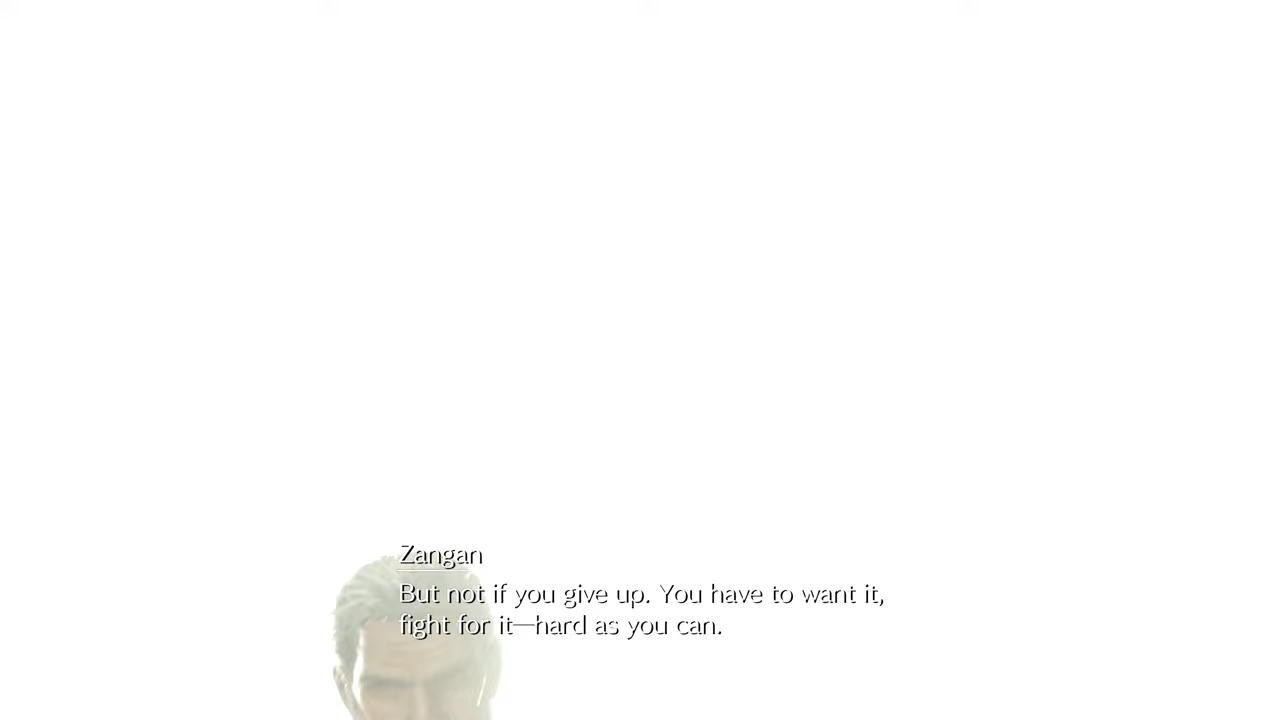 Zangan
But not if you give up. You have to want it,
fight for it—hard as you can.